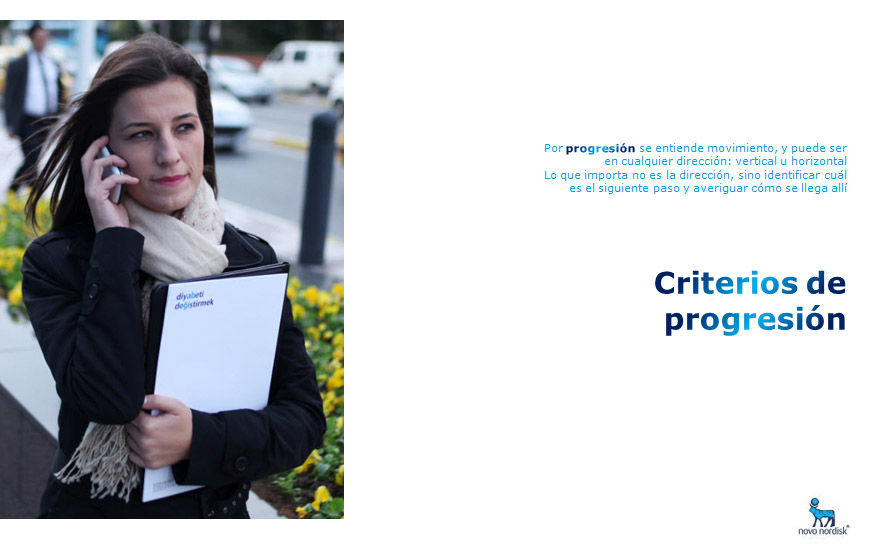 diyabeti
değiştirmek
Por progresión se entiende movimiento, y puede ser
en cualquier dirección: vertical u horizontal
Lo que importa no es la dirección, sino identificar cuál
es el siguiente paso y averiguar cómo se llega allí
Criterios de
progresión
novo nordisk®